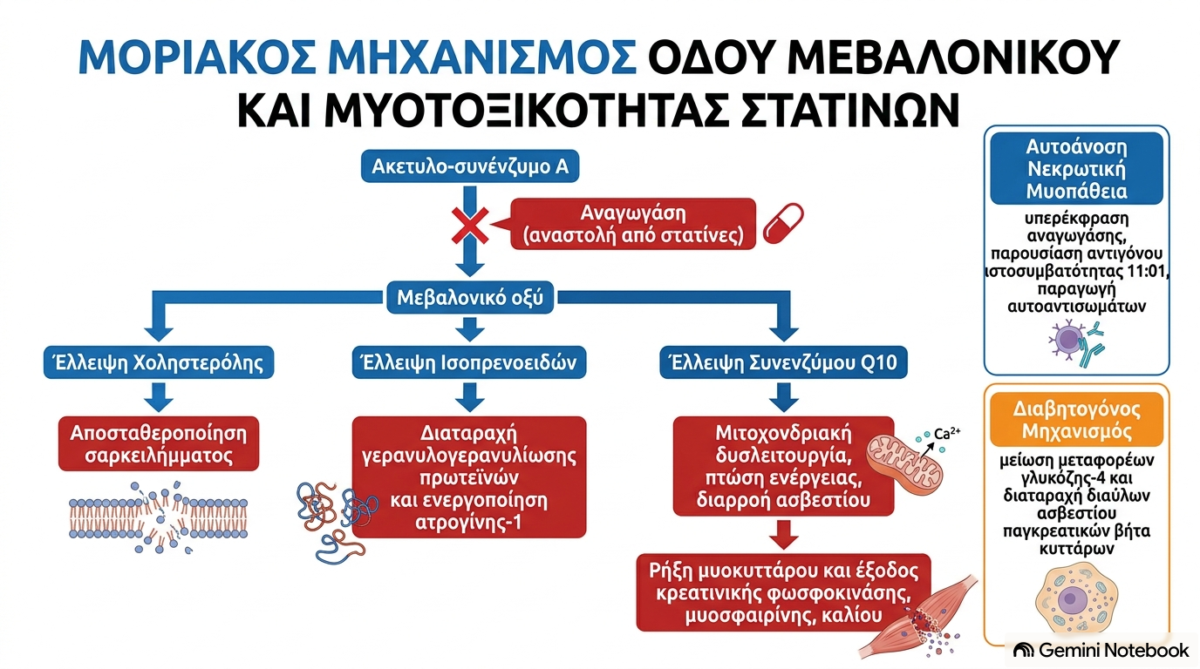 ΜΟΡΙΑΚΟΣ ΜΗΧΑΝΙΣΜΟΣ ΟΔΟΥ ΜΕΒΑΛΟΝΙΚΟΥ
ΚΑΙ ΜΥΟΤΟΞΙΚΟΤΗΤΑΣ ΣΤΑΤΙΝΩΝ
Ακετυλο-συνένζυμο Α
Αναγωγάση
(αναστολή από στατίνες)
Μεβαλονικό οξύ
Έλλειψη Χοληστερόλης
Αποσταθεροποίηση
σαρκειλήμματος
Έλλειψη Ισοπρενοειδών
Διαταραχή
γερανυλογερανυλίωσης
πρωτεϊνών
και ενεργοποίηση
ατρογίνης-1
Έλλειψη Συνενζύμου Q10
Μιτοχονδριακή
δυσλειτουργία,
πτώση ενέργειας,
διαρροή ασβεστίου
Ca²⁺
Ρήξη μυοκυττάρου και έξοδος
κρεατινικής φωσφοκινάσης,
μυοσφαιρίνης, καλίου
Αυτοάνοση
Νεκρωτική
Μυοπάθεια
υπερέκφραση
αναγωγάσης,
παρουσίαση αντιγόνου
ιστοσυμβατότητας 11:01,
παραγωγή
αυτοαντισωμάτων
Διαβητογόνος
Μηχανισμός
μείωση μεταφορέων
γλυκόζης-4 και
διαταραχή διαύλων
ασβεστίου
παγκρεατικών βήτα
κυττάρων
Gemini Notebook